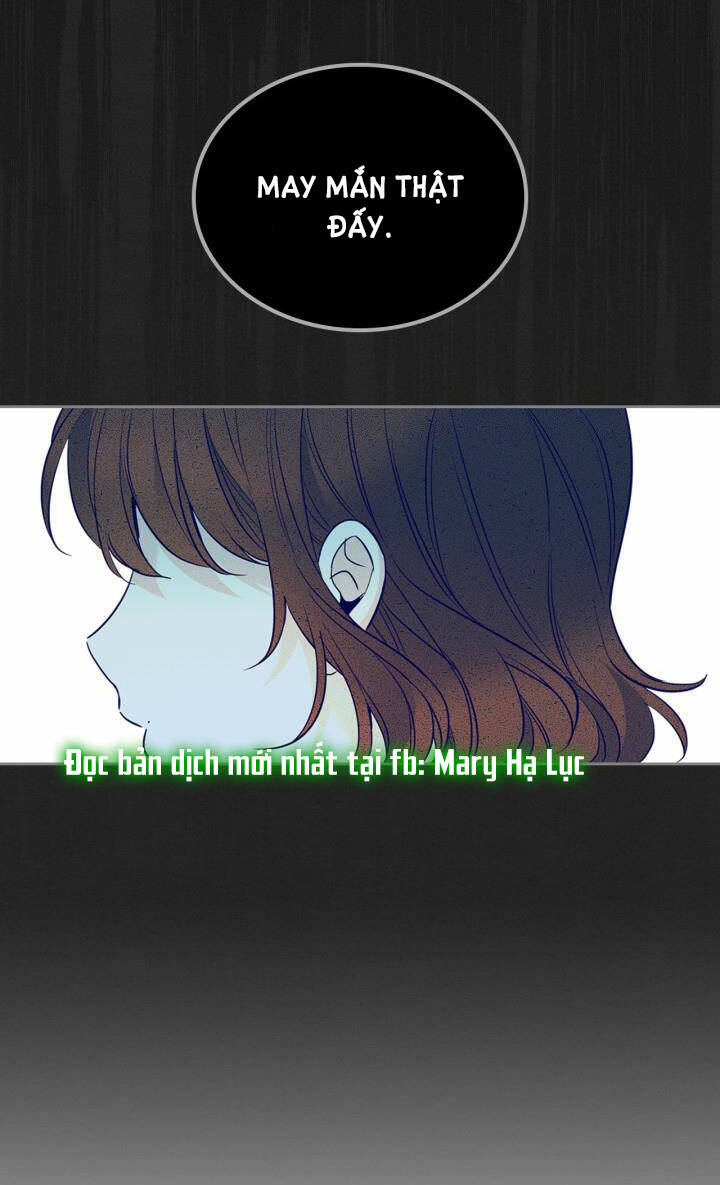 MAY MẮN THẬT
ĐẤY.
Đọc bản dịch mới nhất tại fb: Mary Hạ Lục